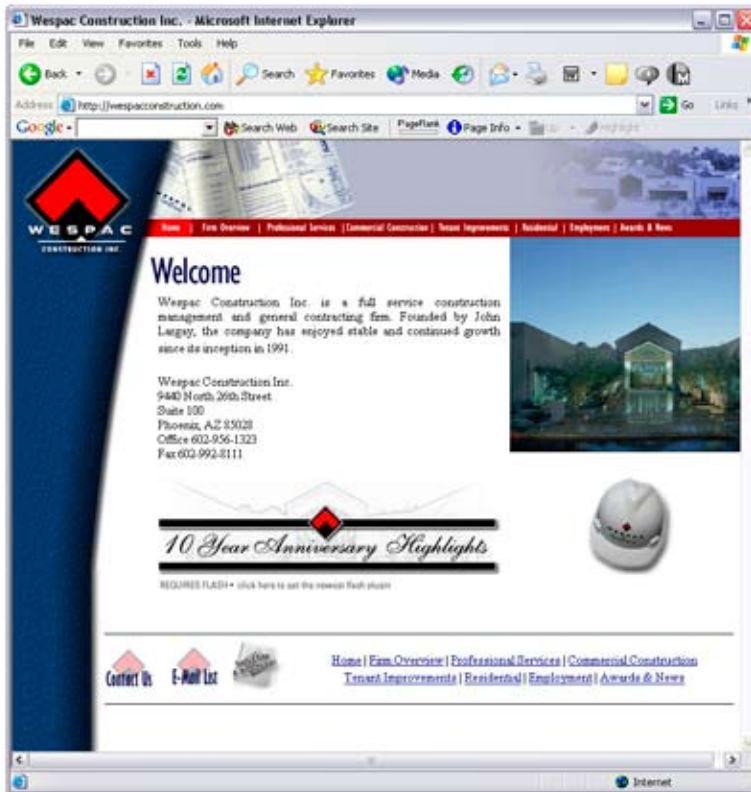 Wespac Construction Inc. - Microsoft Internet Explorer
File Edit View Favorites Tools Help
Back Search Favorites Media
Address http://wespacconstruction.com Go Links
Google Search Web Search Site PageRank Page Info Up Highlight
WESPAC
CONSTRUCTION INC.
Home | Firm Overview | Professional Services | Commercial Construction | Tenant Improvements | Residential | Employment | Awards & News
Welcome
Wespac Construction Inc. is a full service construction
management and general contracting firm. Founded by John
Largay, the company has enjoyed stable and continued growth
since its inception in 1991.
Wespac Construction Inc.
9440 North 26th Street
Suite 100
Phoenix, AZ 85028
Office 602-956-1323
Fax 602-992-8111
10 Year Anniversary Highlights
REQUIRES FLASH • click here to get the newest flash plugin
Contact Us E-Mail List
Home | Firm Overview | Professional Services | Commercial Construction
Tenant Improvements | Residential | Employment | Awards & News
Internet